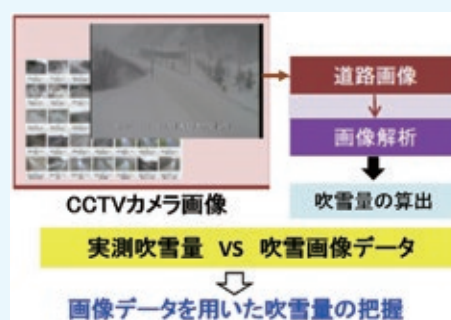 道路画像
画像解析
吹雪量の算出
CCTVカメラ画像
実測吹雪量 VS 吹雪画像データ
画像データを用いた吹雪量の把握